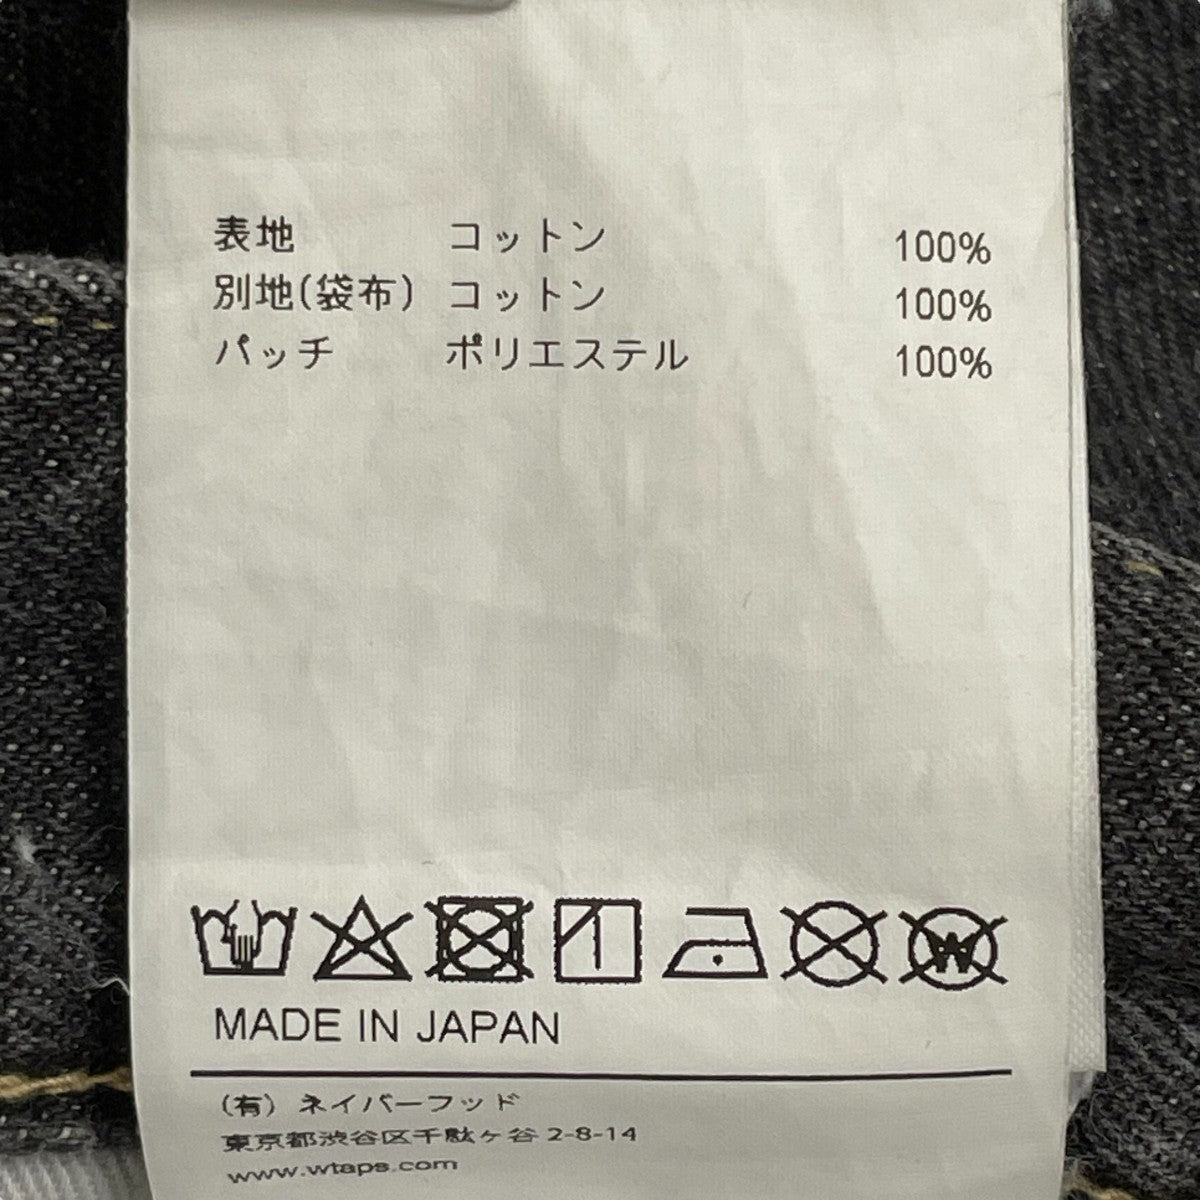 表地 コットン 100%
別地(袋布) コットン 100%
パッチ ポリエステル 100%
MADE IN JAPAN
(有) ネイバーフッド
東京都渋谷区千駄ヶ谷 2-8-14
www.wtaps.com